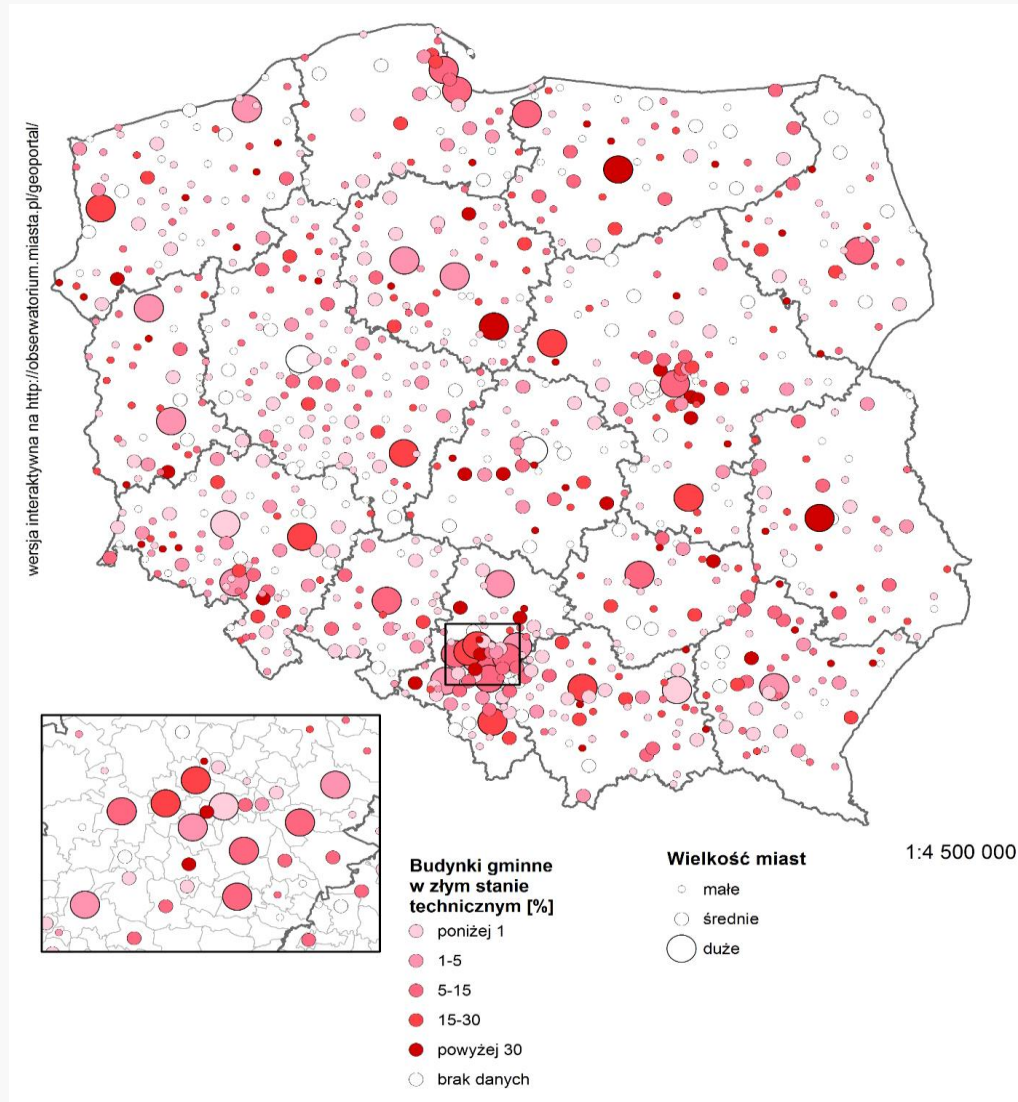 wersja interaktywna na http://obserwatorium.miasta.pl/geoportal/
Budynki gminne
w złym stanie
technicznym [%]
poniżej 1
1-5
5-15
15-30
powyżej 30
brak danych
Wielkość miast
małe
średnie
duże
1:4 500 000